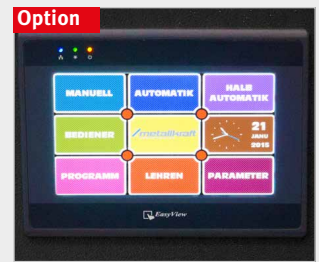 Option
MANUELL
AUTOMATIK
HALB
AUTOMATIK
BEDIENER
metallkraft
21
JANU
2015
PROGRAMM
LEHREN
PARAMETER
EasyView